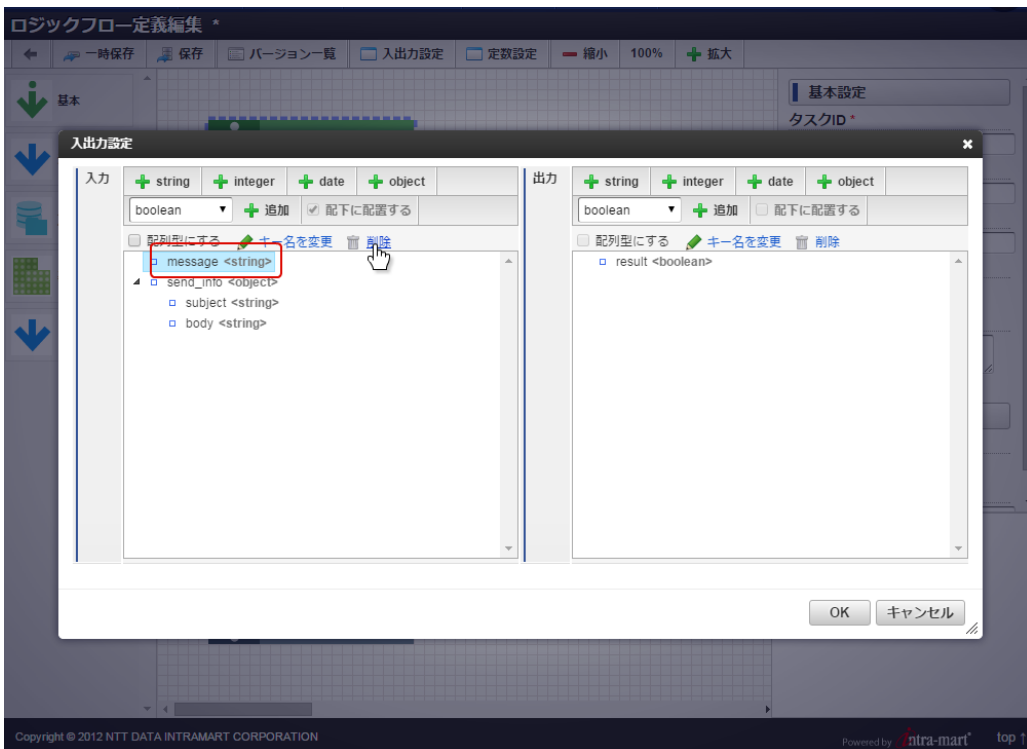 ロジックフロー定義編集 *
一時保存 保存 バージョン一覧 入出力設定 定数設定 縮小 100% 拡大
基本
基本設定
タスクID *
入出力設定
入力
string integer date object
boolean 追加 配下に配置する
配列型にする キー名を変更 削除
message <string>
send_info <object>
subject <string>
body <string>
出力
string integer date object
boolean 追加 配下に配置する
配列型にする キー名を変更 削除
result <boolean>
OK キャンセル
Copyright © 2012 NTT DATA INTRAMART CORPORATION
Powered by intra-mart
top ↑